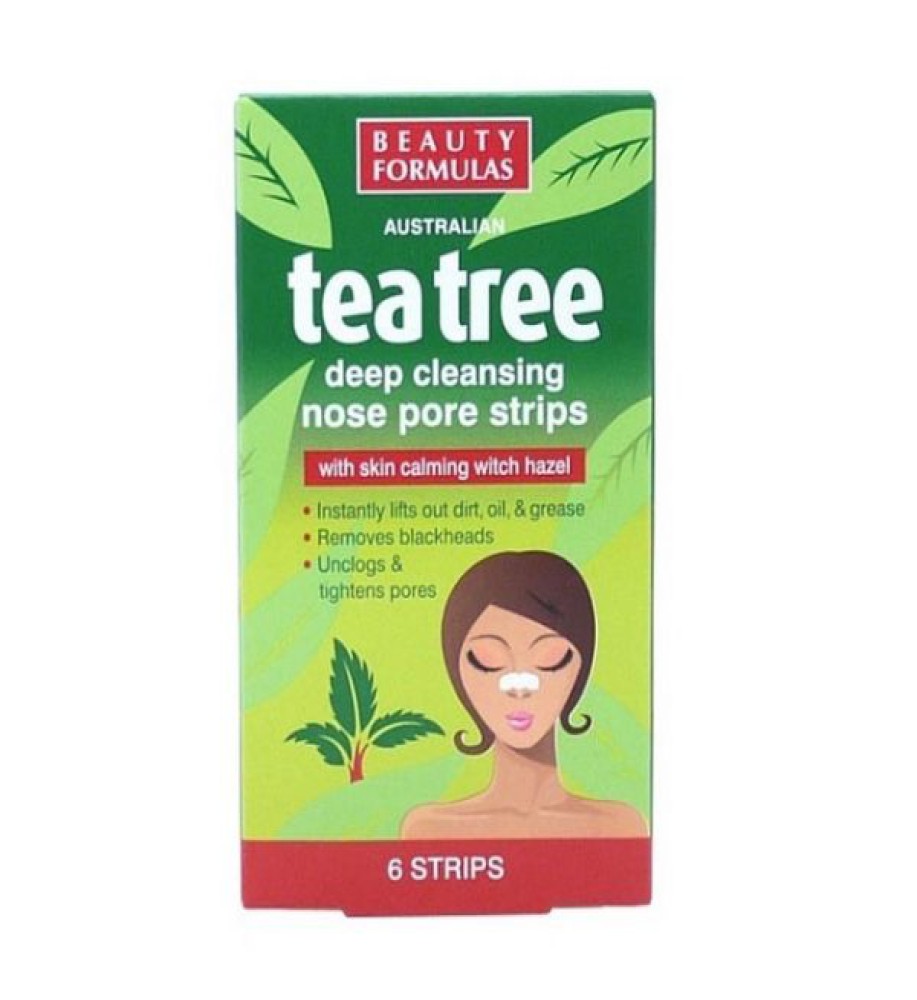 BEAUTY
FORMULAS
AUSTRALIAN
tea tree
deep cleansing
nose pore strips
with skin calming witch hazel
• Instantly lifts out dirt, oil, & grease
• Removes blackheads
• Unclogs &
tightens pores
6 STRIPS